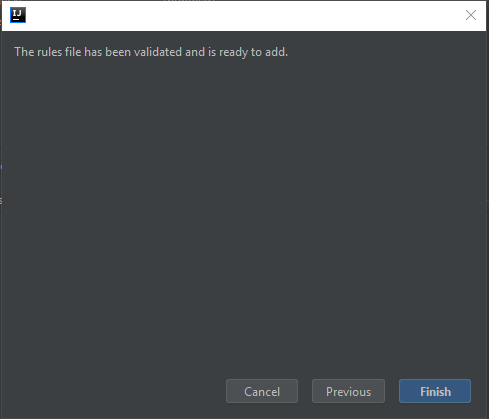 IJ
The rules file has been validated and is ready to add.
Cancel
Previous
Finish